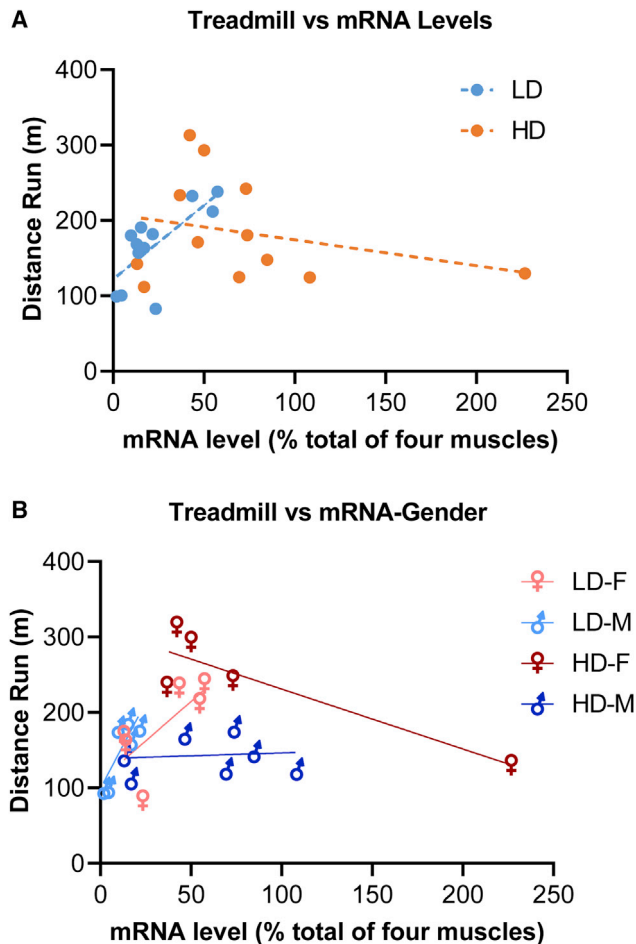 A
Treadmill vs mRNA Levels
400
300
200
100
0
Distance Run (m)
LD
HD
0 50 100 150 200 250
mRNA level (% total of four muscles)
B
Treadmill vs mRNA-Gender
400
300
200
100
0
Distance Run (m)
LD-F
LD-M
HD-F
HD-M
0 50 100 150 200 250
mRNA level (% total of four muscles)